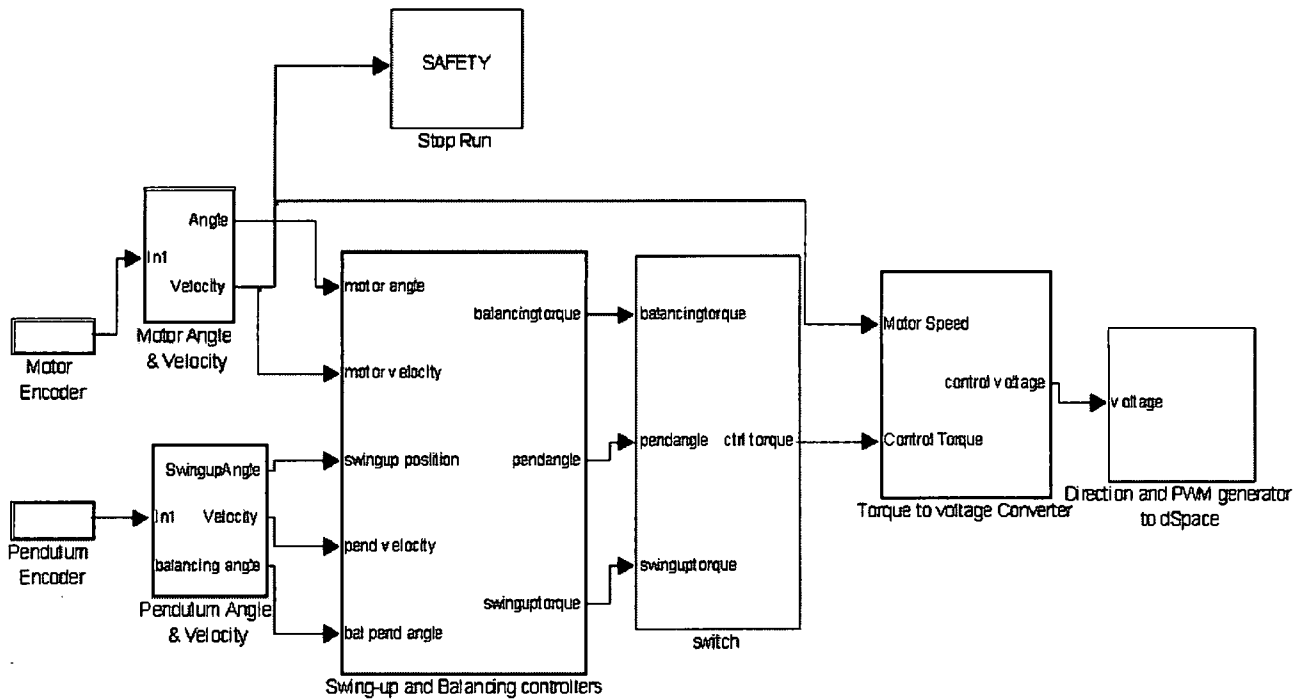 SAFETY
Stop Run
Angle
In1
Velocity
Motor Angle
& Velocity
Motor
Encoder
SwingupAngle
In1
Velocity
balancing angle
Pendulum Angle
& Velocity
Pendulum
Encoder
motor angle
motor velocity
swingup position
pend velocity
bal pend angle
balancingtorque
pendangle
swinguptorque
Swing-up and Balancing controllers
balancingtorque
pendangle
ctrl torque
swinguptorque
switch
Motor Speed
control voltage
Control Torque
Torque to voltage Converter
voltage
Direction and PWM generator
to dSpace